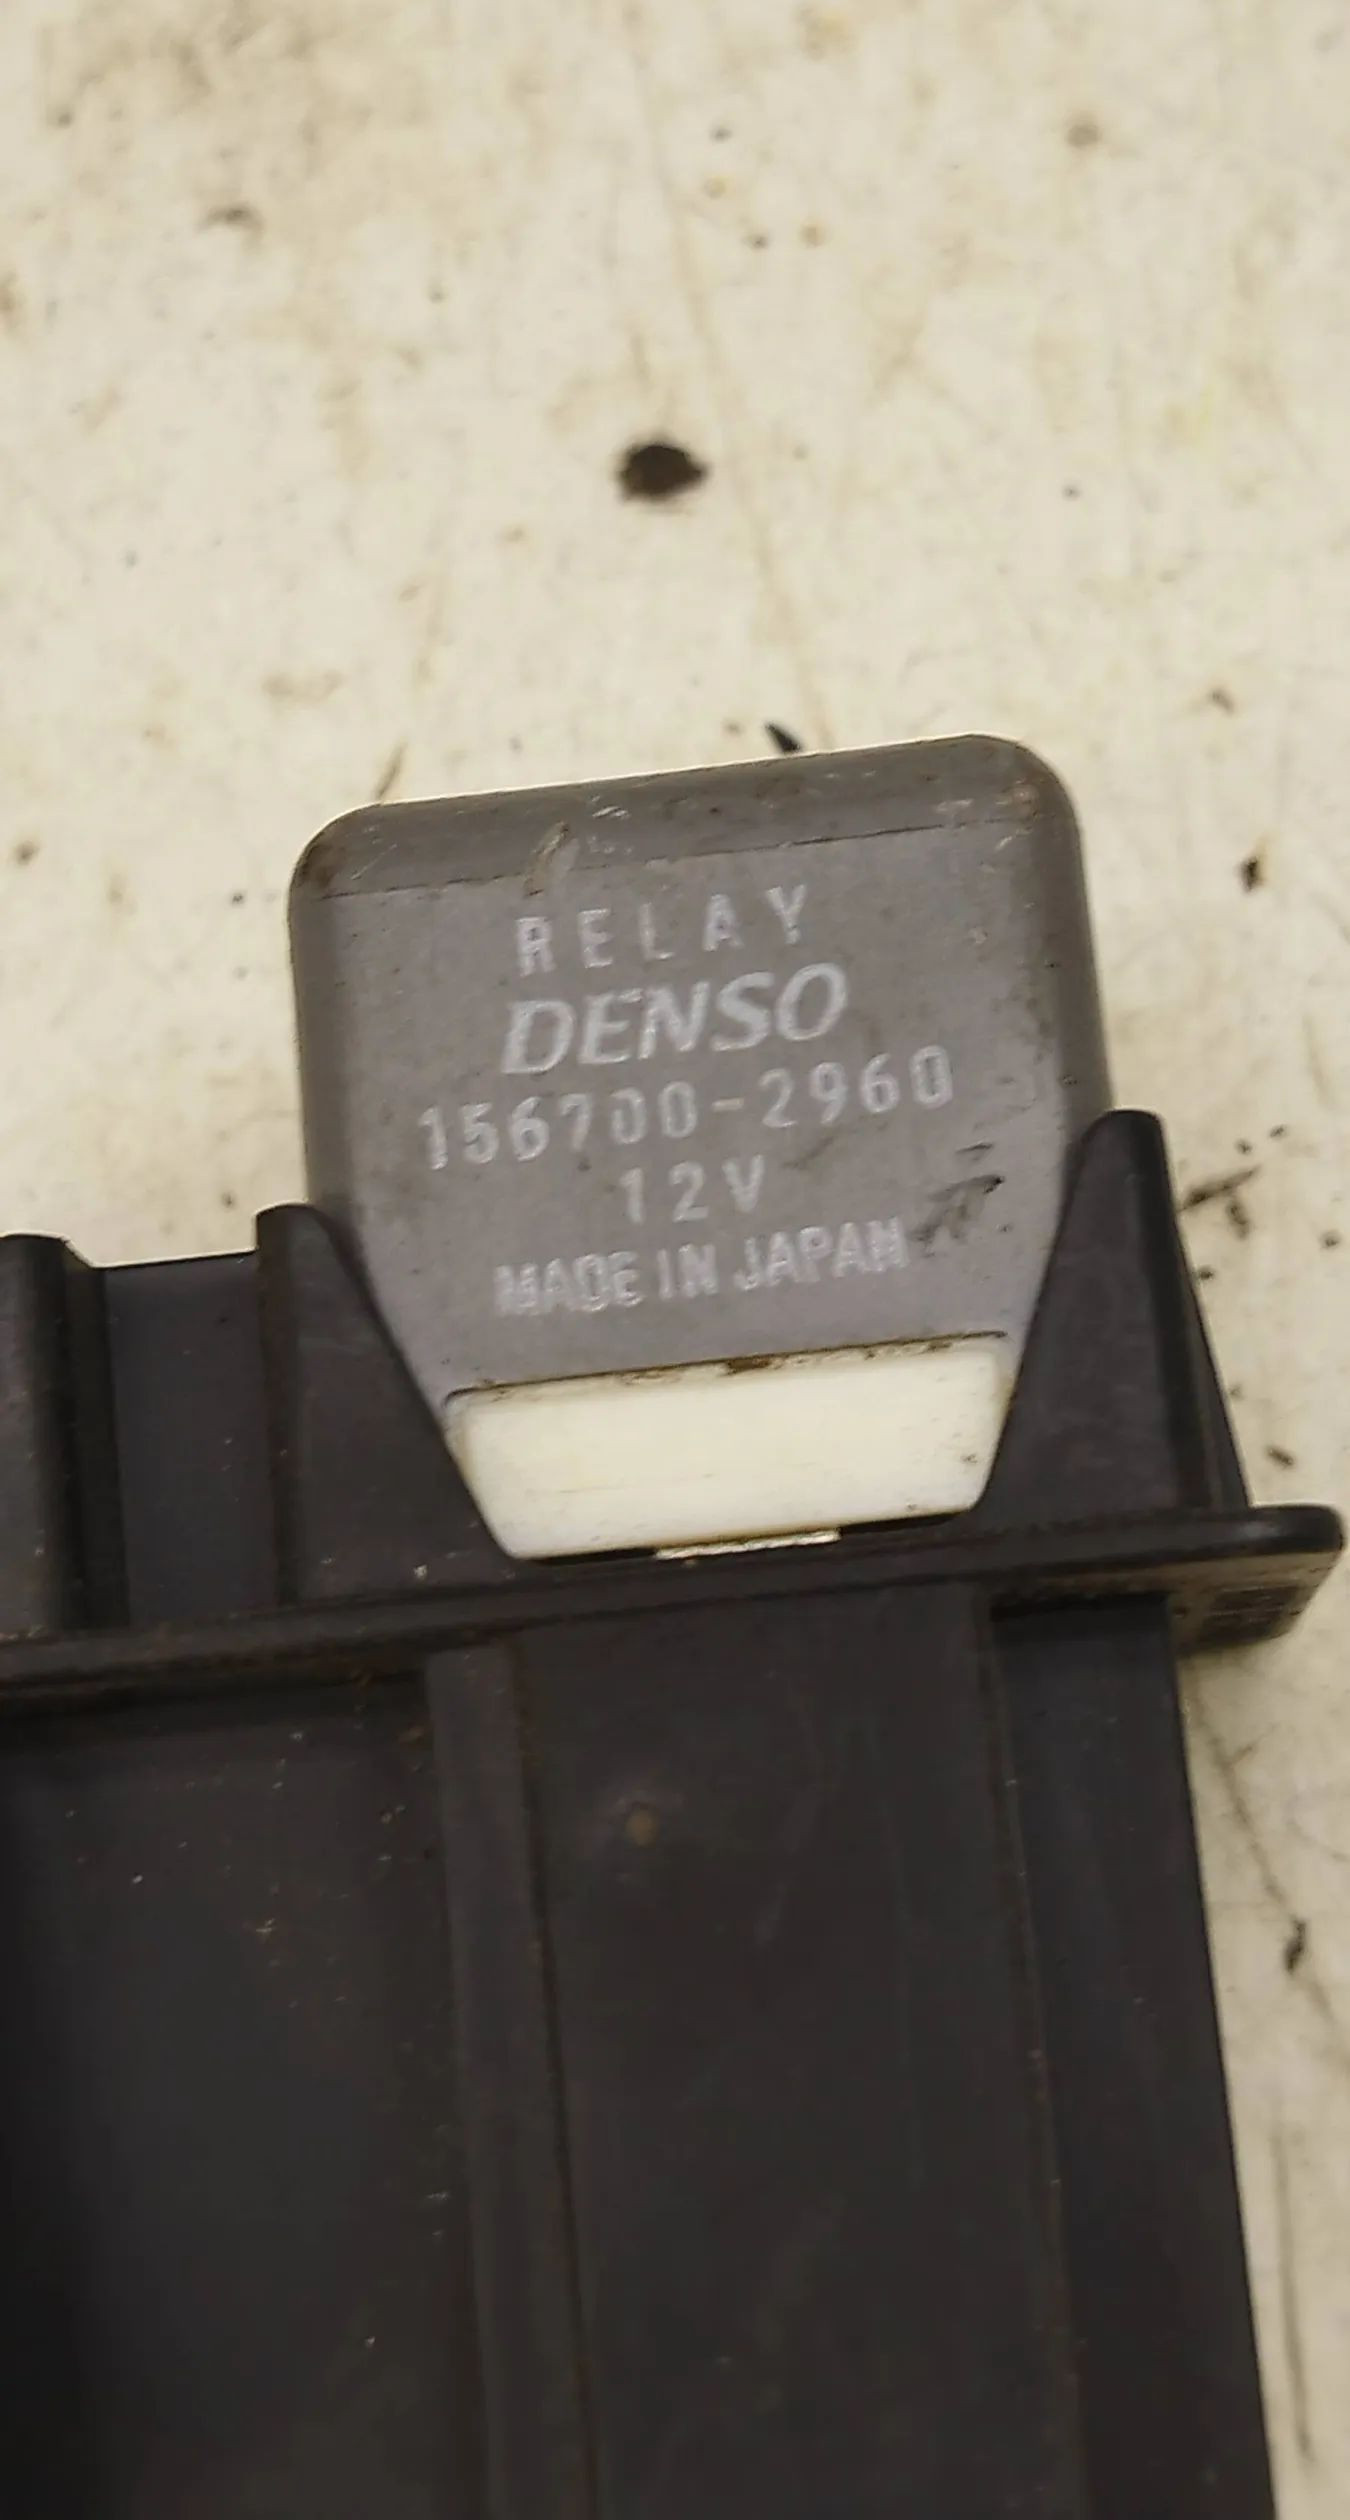 RELAY
DENSO
156700-2960
12V
MADE IN JAPAN